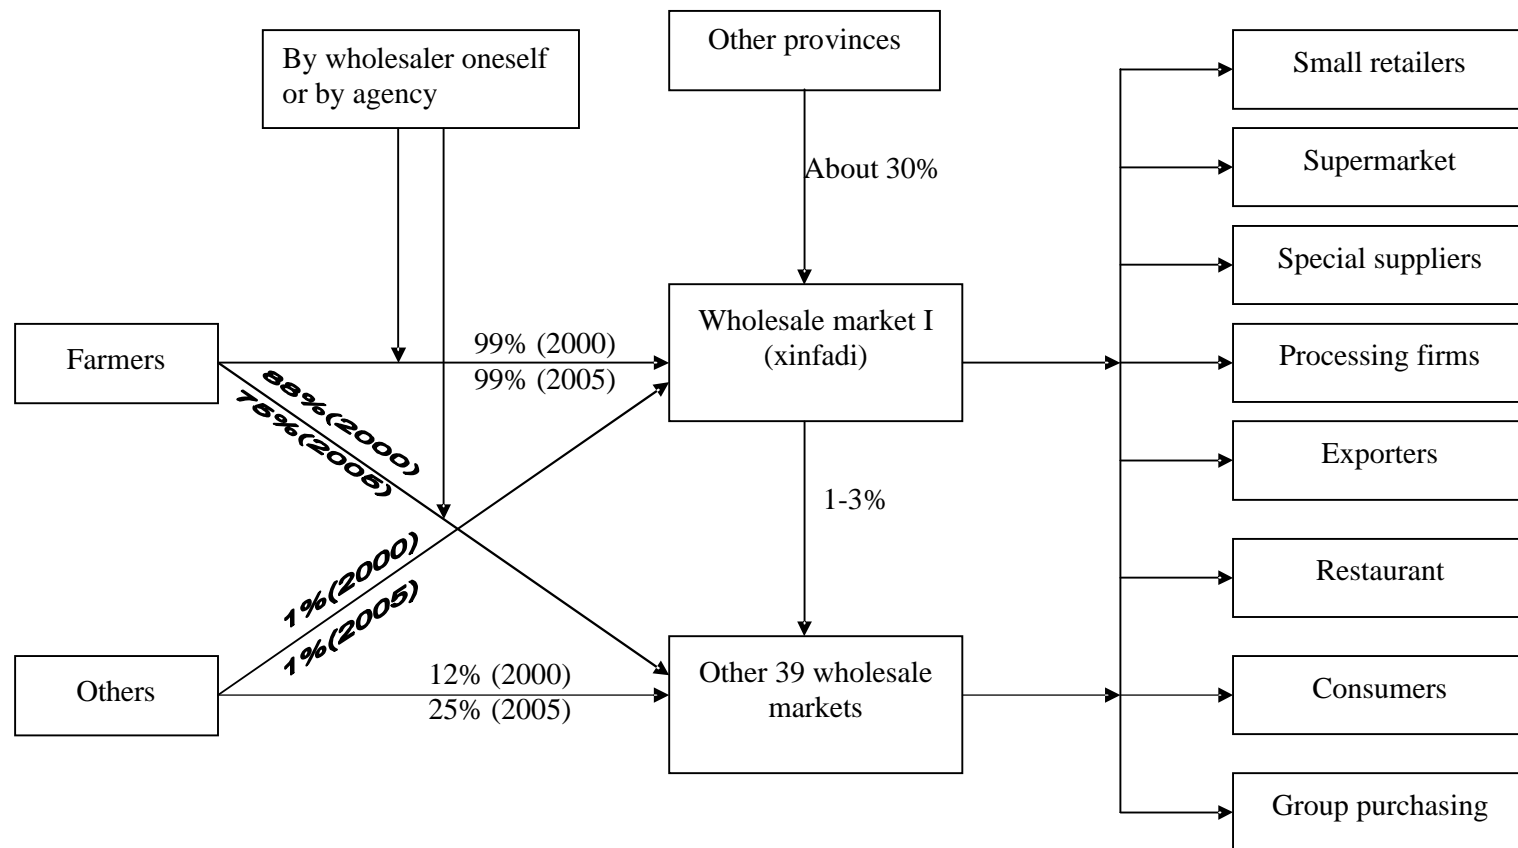 By wholesaler oneself
or by agency
Other provinces
About 30%
Farmers
99% (2000)
99% (2005)
88%(2000)
75%(2005)
Wholesale market I
(xinfadi)
1-3%
1%(2000)
1%(2005)
Others
12% (2000)
25% (2005)
Other 39 wholesale
markets
Small retailers
Supermarket
Special suppliers
Processing firms
Exporters
Restaurant
Consumers
Group purchasing